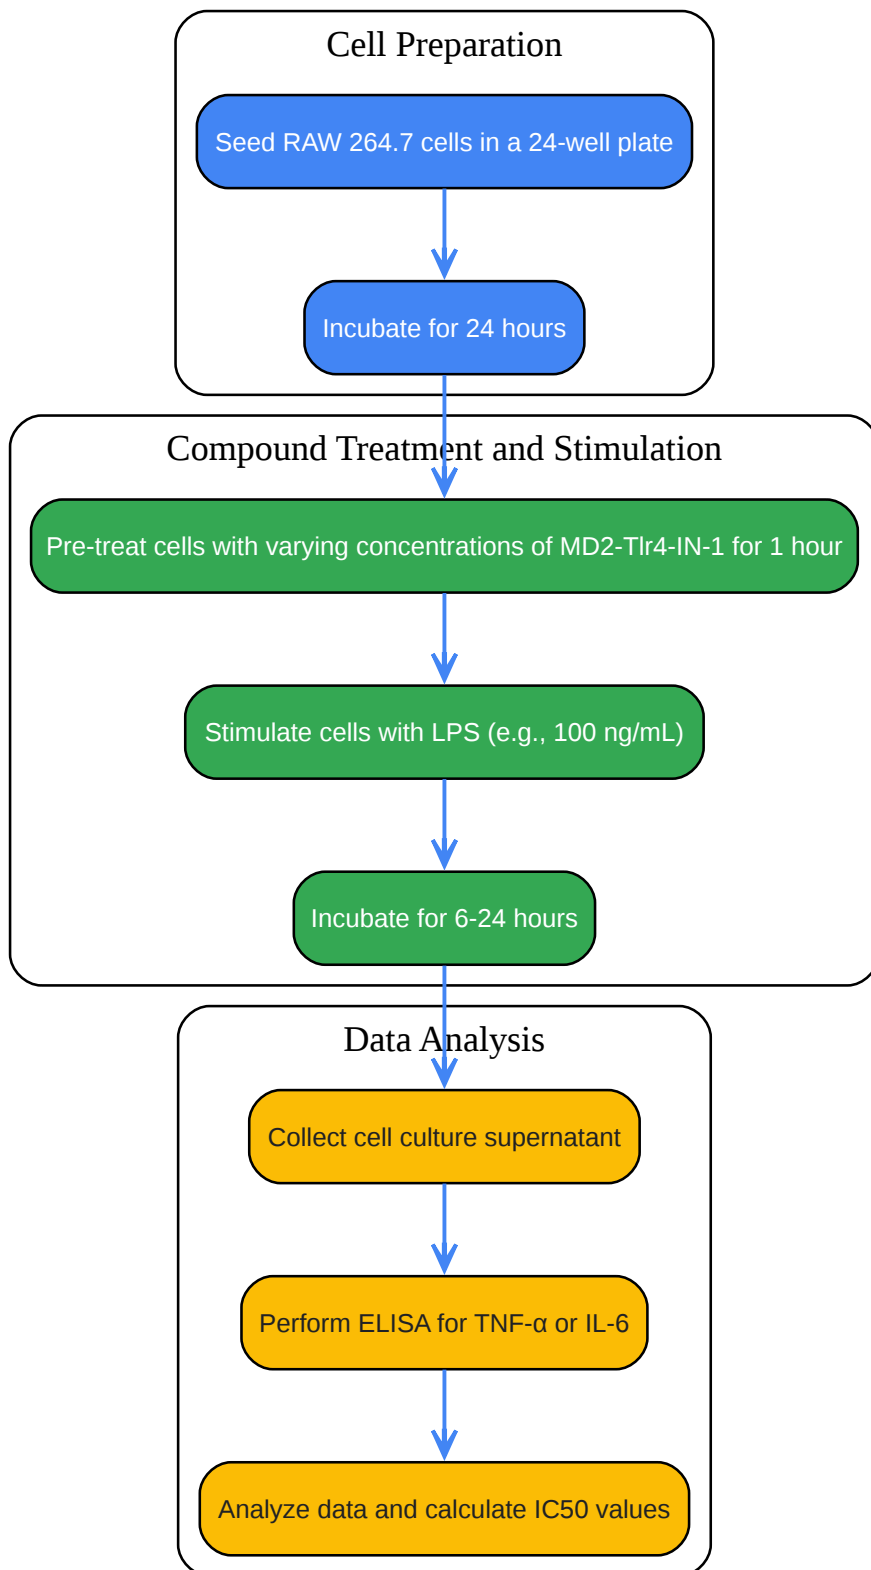 Cell Preparation
Seed RAW 264.7 cells in a 24-well plate
Incubate for 24 hours
Compound Treatment and Stimulation
Pre-treat cells with varying concentrations of MD2-Tlr4-IN-1 for 1 hour
Stimulate cells with LPS (e.g., 100 ng/mL)
Incubate for 6-24 hours
Data Analysis
Collect cell culture supernatant
Perform ELISA for TNF-α or IL-6
Analyze data and calculate IC50 values